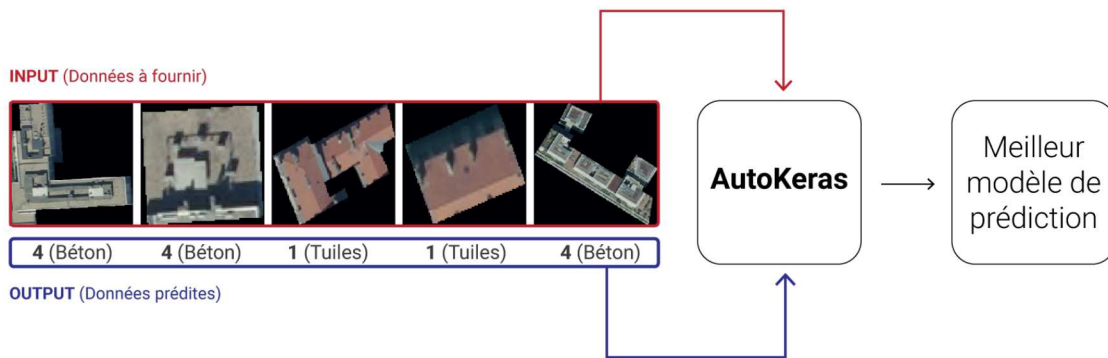 INPUT (Données à fournir)
4 (Béton)
4 (Béton)
1 (Tuiles)
1 (Tuiles)
4 (Béton)
OUTPUT (Données prédites)
AutoKeras
Meilleur
modèle de
prédiction